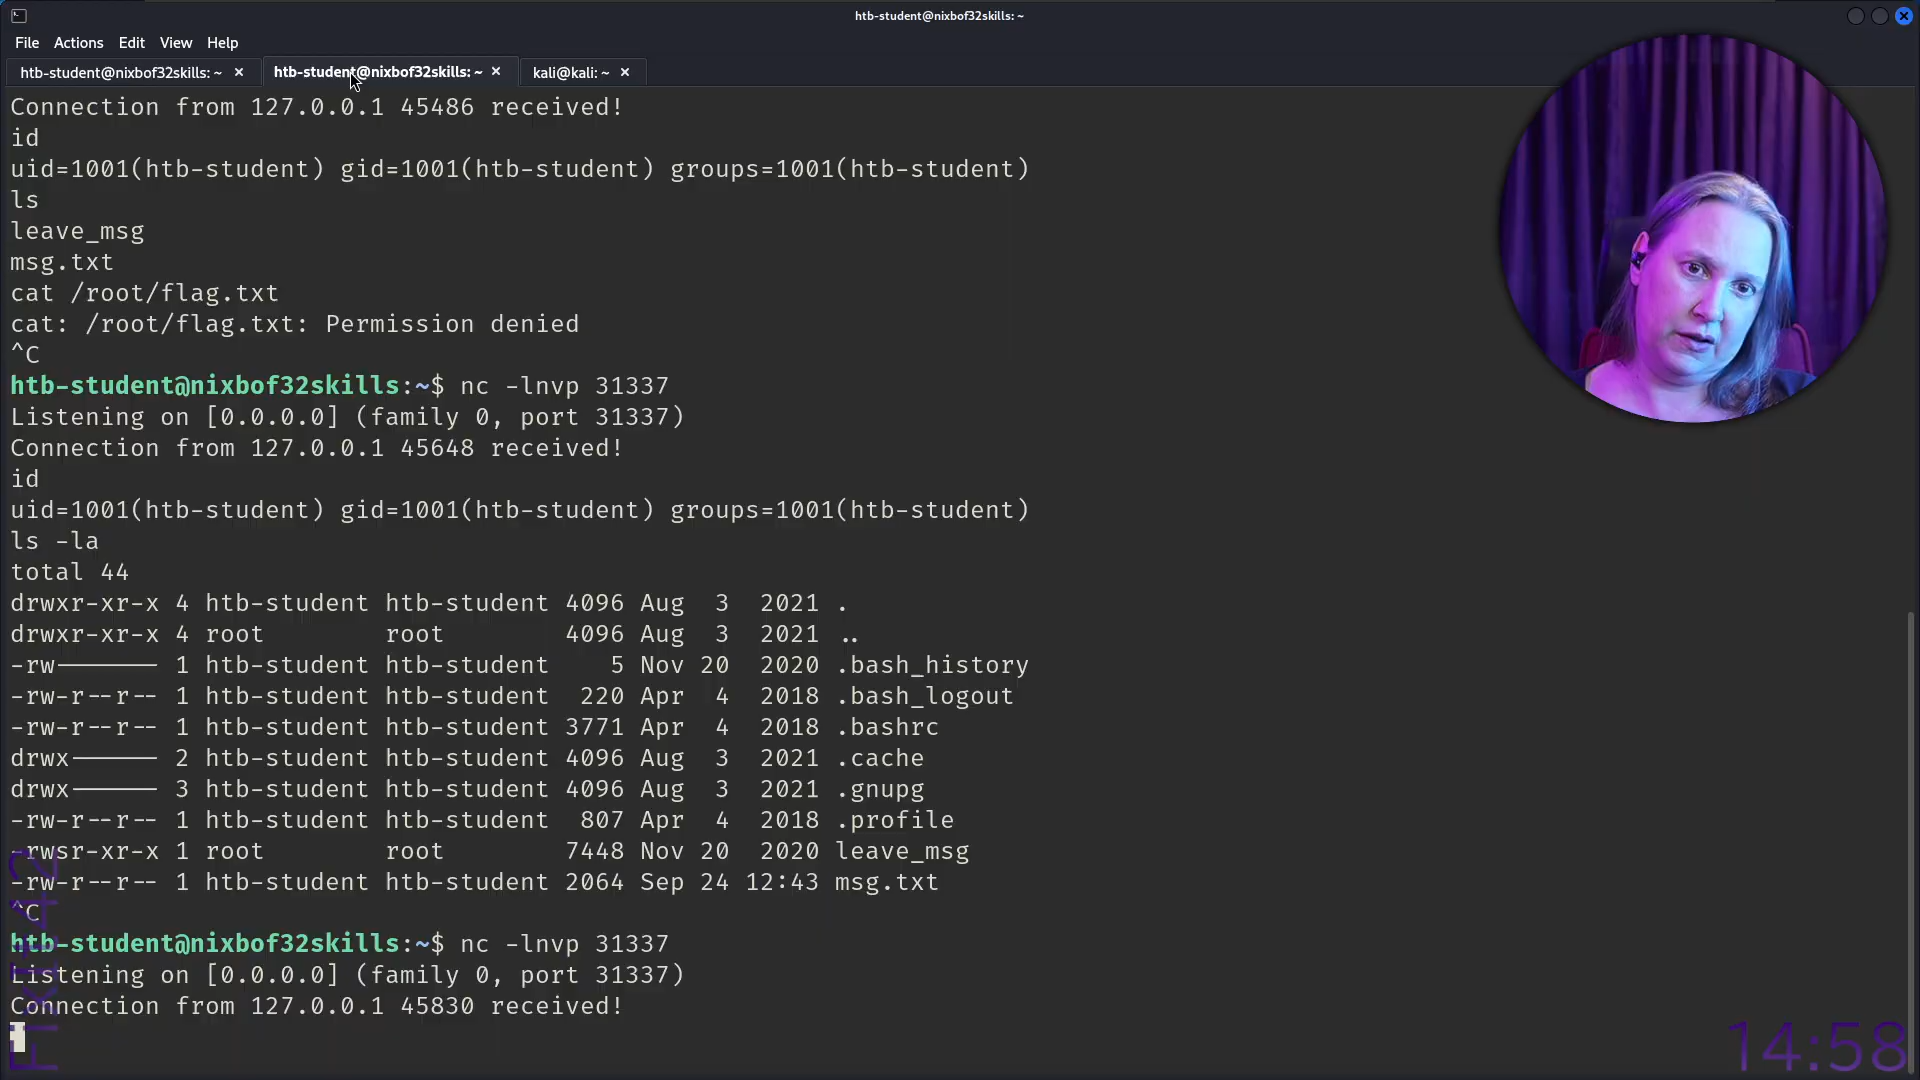 htb-student@nixbof32skills: ~
File Actions Edit View Help
htb-student@nixbof32skills: ~ × htb-student@nixbof32skills: ~ × kali@kali: ~ ×
Connection from 127.0.0.1 45486 received!
id
uid=1001(htb-student) gid=1001(htb-student) groups=1001(htb-student)
ls
leave_msg
msg.txt
cat /root/flag.txt
cat: /root/flag.txt: Permission denied
^C
htb-student@nixbof32skills:~$ nc -lnvp 31337
Listening on [0.0.0.0] (family 0, port 31337)
Connection from 127.0.0.1 45648 received!
id
uid=1001(htb-student) gid=1001(htb-student) groups=1001(htb-student)
ls -la
total 44
drwxr-xr-x 4 htb-student htb-student 4096 Aug  3  2021 .
drwxr-xr-x 4 root        root        4096 Aug  3  2021 ..
-rw------- 1 htb-student htb-student    5 Nov 20  2020 .bash_history
-rw-r--r-- 1 htb-student htb-student  220 Apr  4  2018 .bash_logout
-rw-r--r-- 1 htb-student htb-student 3771 Apr  4  2018 .bashrc
drwx------ 2 htb-student htb-student 4096 Aug  3  2021 .cache
drwx------ 3 htb-student htb-student 4096 Aug  3  2021 .gnupg
-rw-r--r-- 1 htb-student htb-student  807 Apr  4  2018 .profile
-rwsr-xr-x 1 root        root        7448 Nov 20  2020 leave_msg
-rw-r--r-- 1 htb-student htb-student 2064 Sep 24 12:43 msg.txt
^C
htb-student@nixbof32skills:~$ nc -lnvp 31337
Listening on [0.0.0.0] (family 0, port 31337)
Connection from 127.0.0.1 45830 received!
14:58